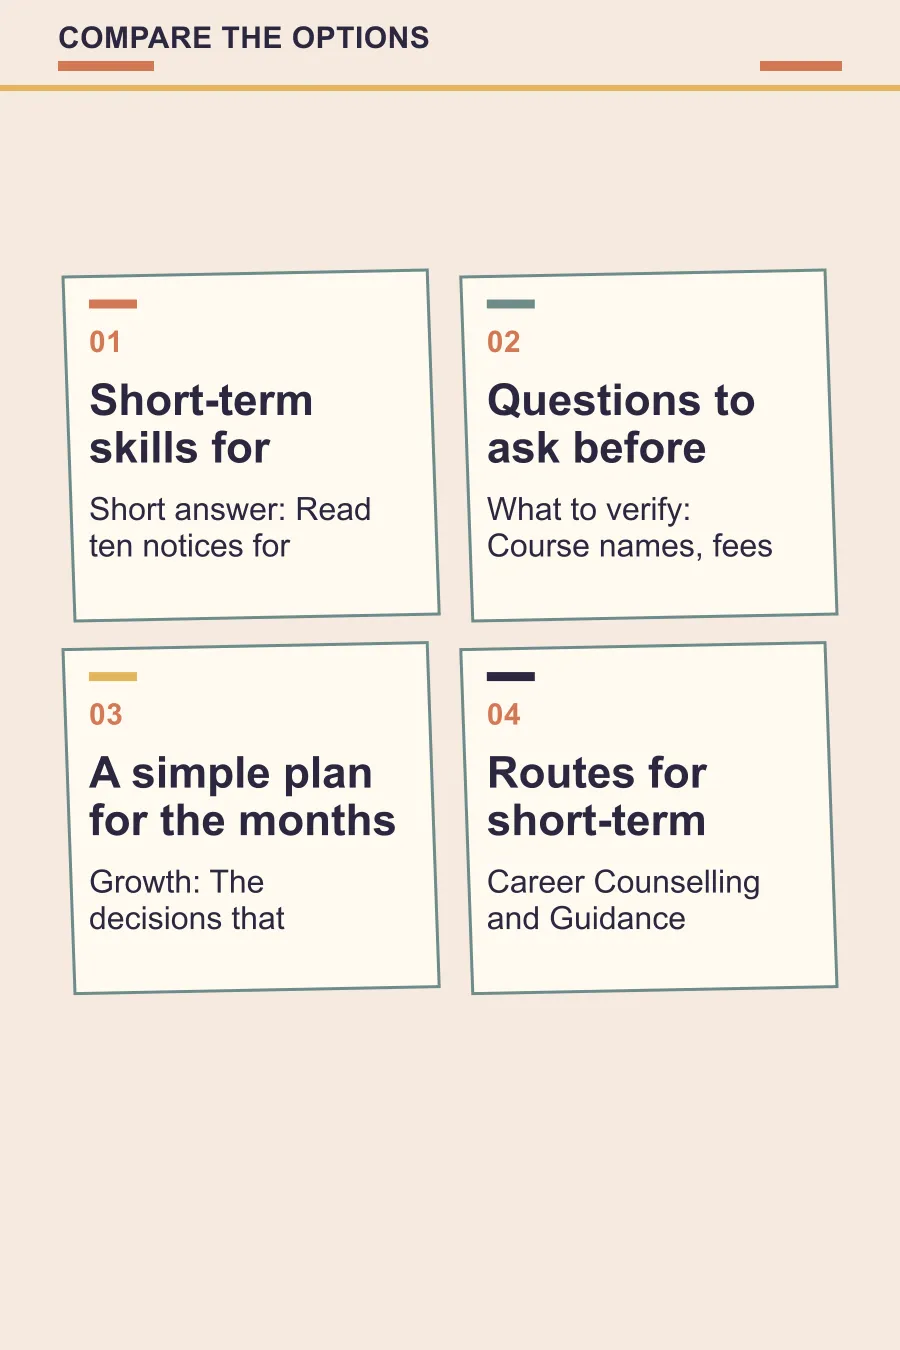 COMPARE THE OPTIONS
01
Short-term
skills for
Short answer: Read
ten notices for
02
Questions to
ask before
What to verify:
Course names, fees
03
A simple plan
for the months
Growth: The
decisions that
04
Routes for
short-term
Career Counselling
and Guidance